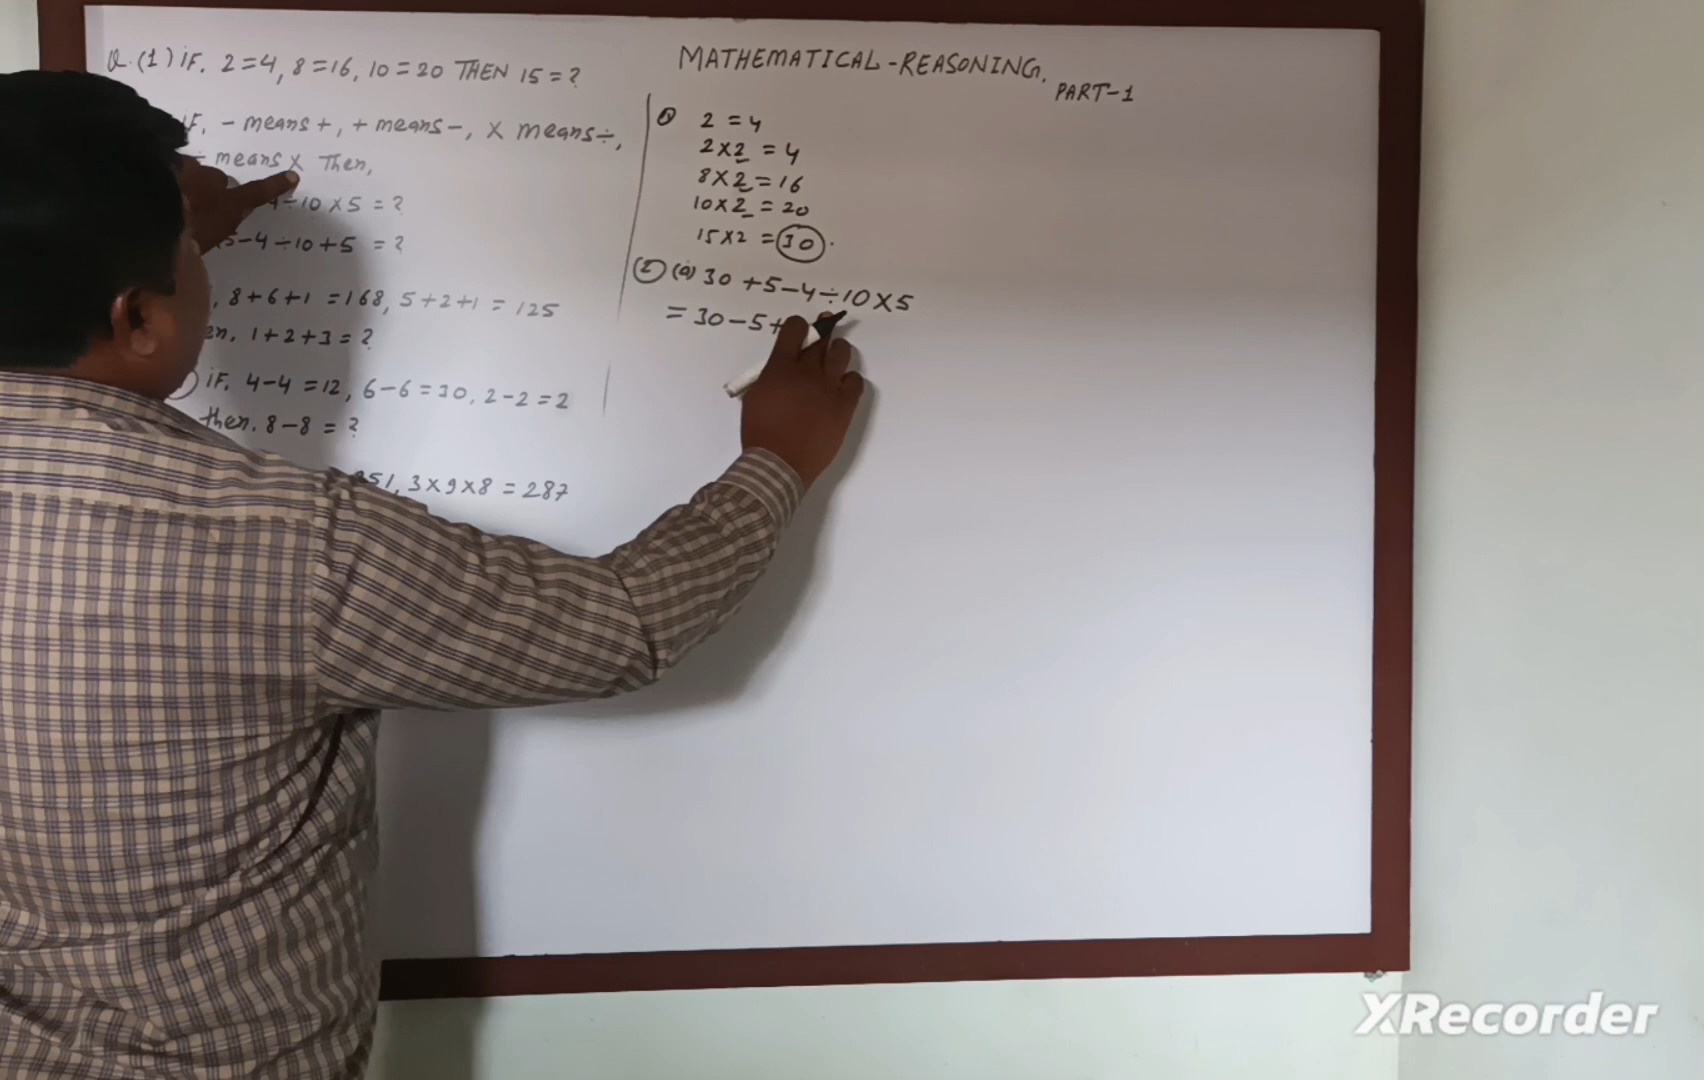 Q.(1) iF. 2=4, 8=16, 10=20 THEN 15=?
iF. - means +, + means -, × means ÷,
÷ means × Then,
4÷10×5=?
5-4÷10+5=?
8+6+1=168, 5+2+1=125
1+2+3=?
iF. 4-4=12, 6-6=30, 2-2=2
then. 8-8=?
351, 3×9×8=287
MATHEMATICAL-REASONING.
PART-1
① 2=4
2×2=4
8×2=16
10×2=20
15×2=30.
② (a) 30+5-4÷10×5
=30-5+
XRecorder